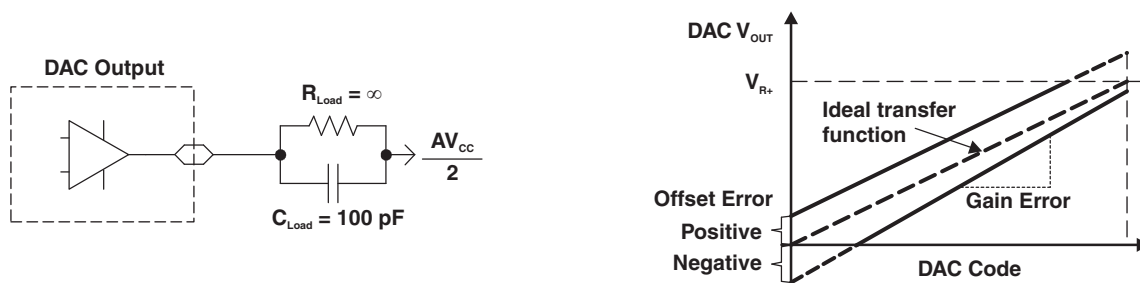 DAC Output
R_Load = ∞
AV_CC
2
C_Load = 100 pF
DAC V_OUT
V_R+
Ideal transfer
function
Offset Error
Positive
Negative
Gain Error
DAC Code